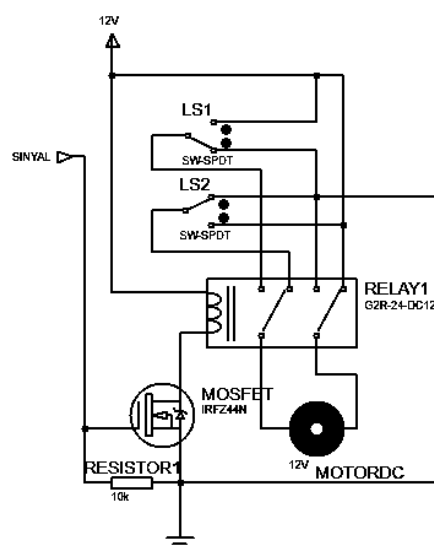 12V
LS1
SINYAL
SW-SPDT
LS2
SW-SPDT
RELAY1
G2R-24-DC12
MOSFET
IRFZ44N
RESISTOR1
10k
12V
MOTORDC